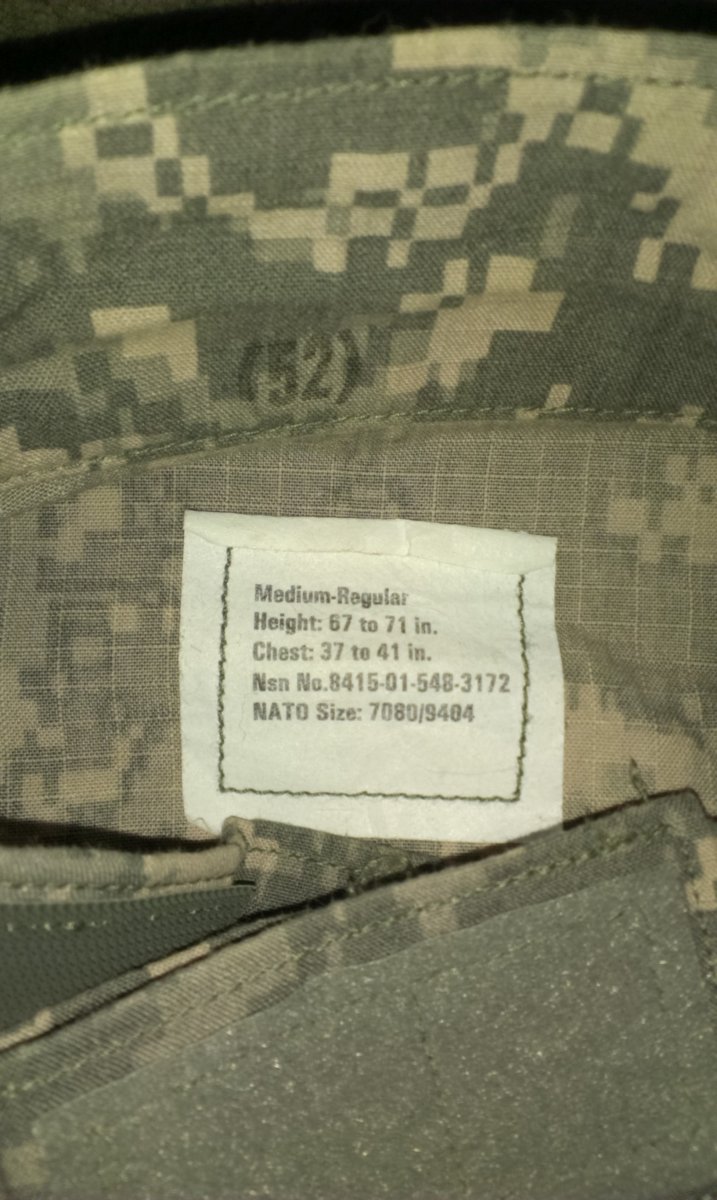 (52)
Medium-Regular
Height: 67 to 71 in.
Chest: 37 to 41 in.
Nsn No.8415-01-548-3172
NATO Size: 7080/9404